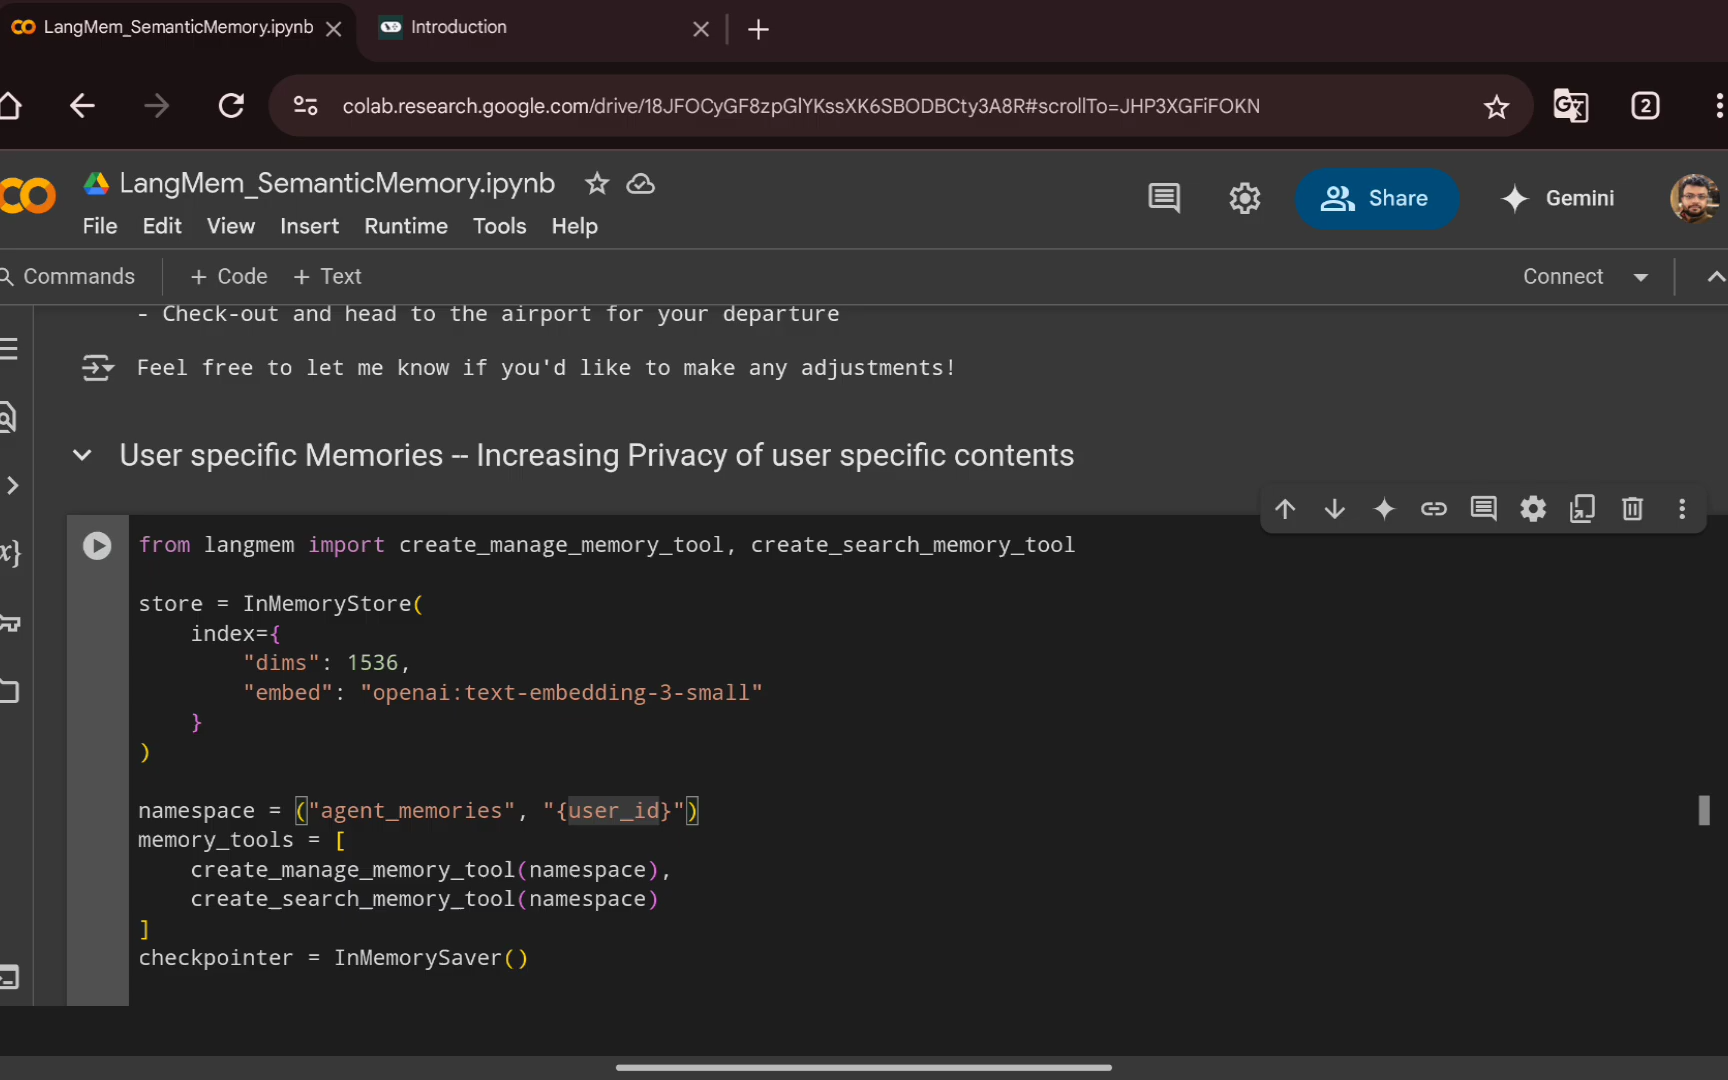 LangMem_SemanticMemory.ipynb
Introduction
colab.research.google.com/drive/18JFOCyGF8zpGlYKssXK6SBODBCty3A8R#scrollTo=JHP3XGFiFOKN
2
LangMem_SemanticMemory.ipynb
File Edit View Insert Runtime Tools Help
Share
Gemini
Commands + Code + Text
Connect
- Check-out and head to the airport for your departure
Feel free to let me know if you'd like to make any adjustments!
User specific Memories -- Increasing Privacy of user specific contents
from langmem import create_manage_memory_tool, create_search_memory_tool
store = InMemoryStore(
index={
"dims": 1536,
"embed": "openai:text-embedding-3-small"
}
)
namespace = ("agent_memories", "{user_id}")
memory_tools = [
create_manage_memory_tool(namespace),
create_search_memory_tool(namespace)
]
checkpointer = InMemorySaver()